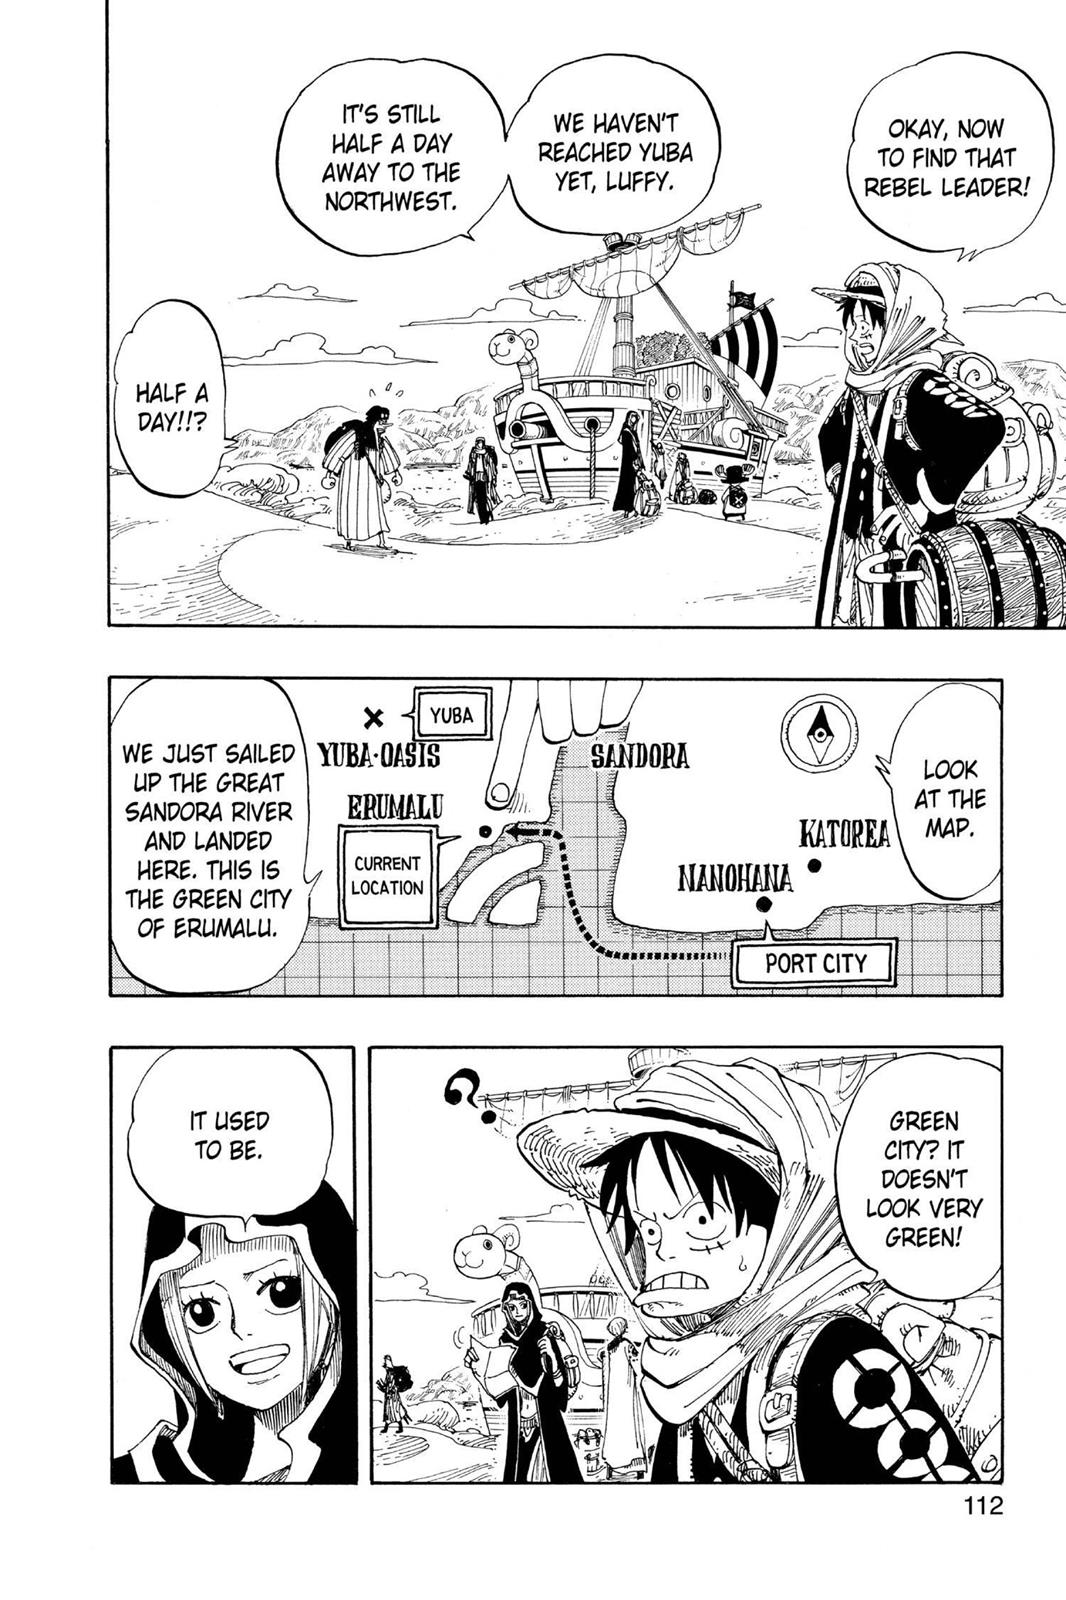 OKAY, NOW
TO FIND THAT
REBEL LEADER!
WE HAVEN'T
REACHED YUBA
YET, LUFFY.
IT'S STILL
HALF A DAY
AWAY TO THE
NORTHWEST.
HALF A
DAY!!?
LOOK
AT THE
MAP.
YUBA
YUBA·OASIS
SANDORA
ERUMALU
KATOREA
NANOHANA
CURRENT
LOCATION
PORT CITY
WE JUST SAILED
UP THE GREAT
SANDORA RIVER
AND LANDED
HERE. THIS IS
THE GREEN CITY
OF ERUMALU.
GREEN
CITY? IT
DOESN'T
LOOK VERY
GREEN!
?
IT USED
TO BE.
112